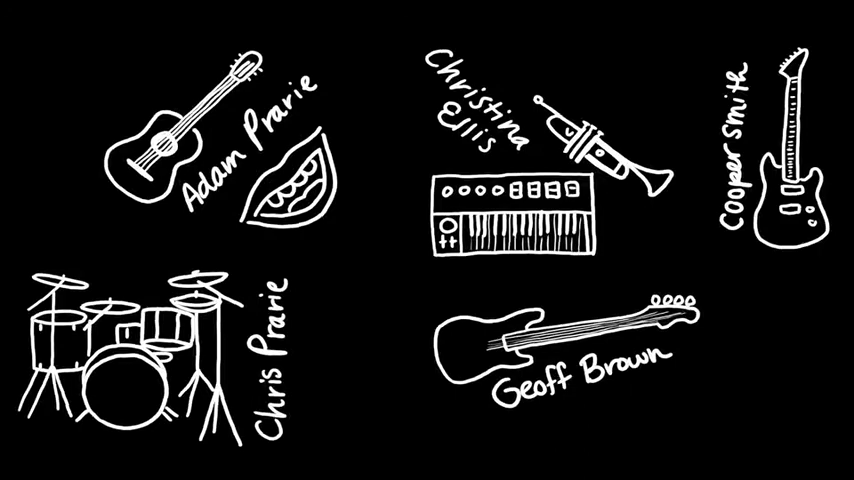 Adam Prarie
Christina
Ellis
Cooper Smith
Chris Prarie
Geoff Brown